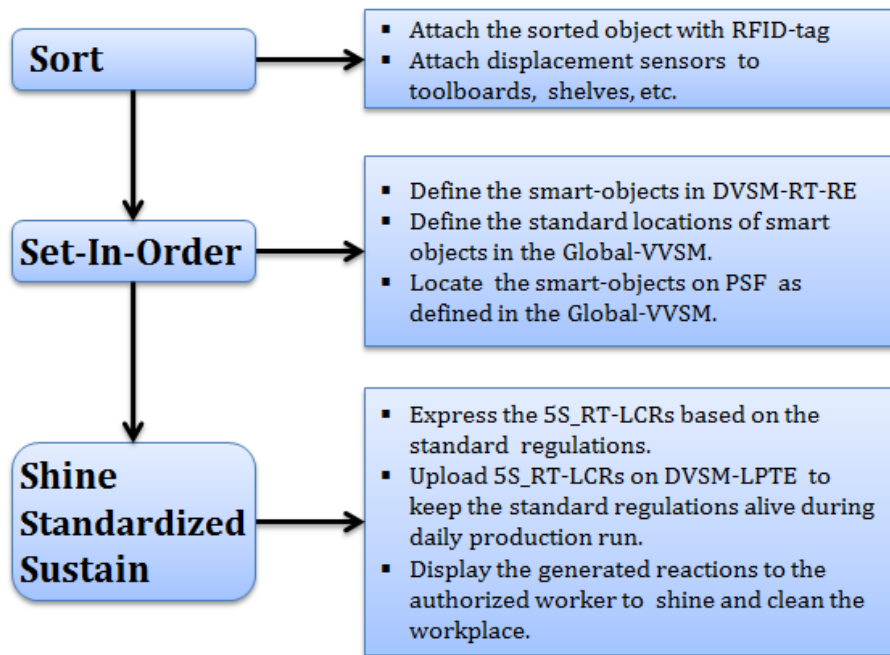 Sort
▪ Attach the sorted object with RFID-tag
▪ Attach displacement sensors to
toolboards, shelves, etc.
Set-In-Order
▪ Define the smart-objects in DVSM-RT-RE
▪ Define the standard locations of smart
objects in the Global-VVSM.
▪ Locate the smart-objects on PSF as
defined in the Global-VVSM.
Shine
Standardized
Sustain
▪ Express the 5S_RT-LCRs based on the
standard regulations.
▪ Upload 5S_RT-LCRs on DVSM-LPTE to
keep the standard regulations alive during
daily production run.
▪ Display the generated reactions to the
authorized worker to shine and clean the
workplace.